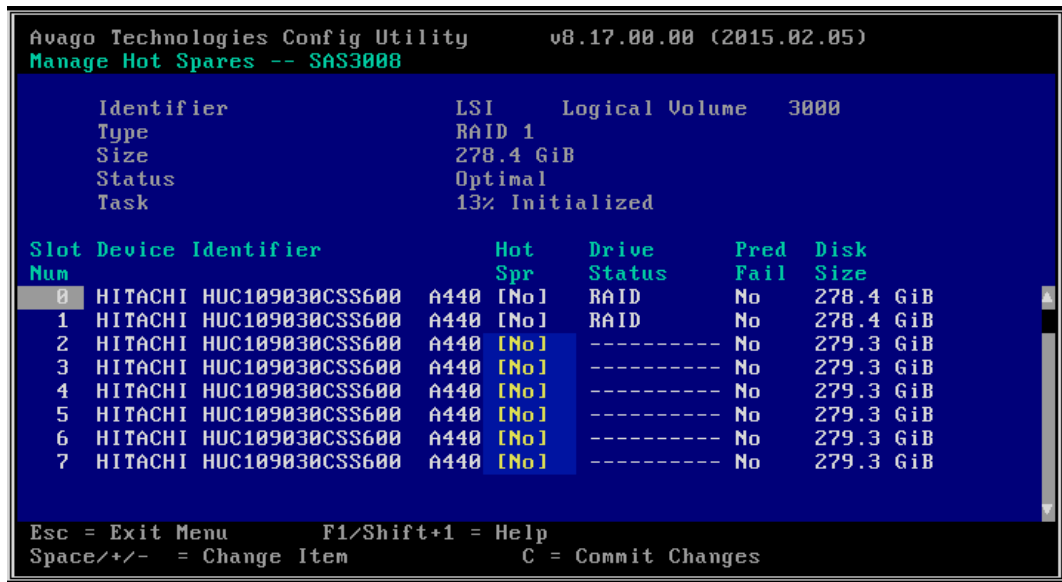 Avago Technologies Config Utility v8.17.00.00 (2015.02.05)
Manage Hot Spares -- SAS3008
Identifier LSI Logical Volume 3000
Type RAID 1
Size 278.4 GiB
Status Optimal
Task 13% Initialized
Slot Device Identifier Hot Drive Pred Disk
Num Spr Status Fail Size
0 HITACHI HUC109030CSS600 A440 [No] RAID No 278.4 GiB
1 HITACHI HUC109030CSS600 A440 [No] RAID No 278.4 GiB
2 HITACHI HUC109030CSS600 A440 [No] ---------- No 279.3 GiB
3 HITACHI HUC109030CSS600 A440 [No] ---------- No 279.3 GiB
4 HITACHI HUC109030CSS600 A440 [No] ---------- No 279.3 GiB
5 HITACHI HUC109030CSS600 A440 [No] ---------- No 279.3 GiB
6 HITACHI HUC109030CSS600 A440 [No] ---------- No 279.3 GiB
7 HITACHI HUC109030CSS600 A440 [No] ---------- No 279.3 GiB
Esc = Exit Menu F1/Shift+1 = Help
Space/+/- = Change Item C = Commit Changes